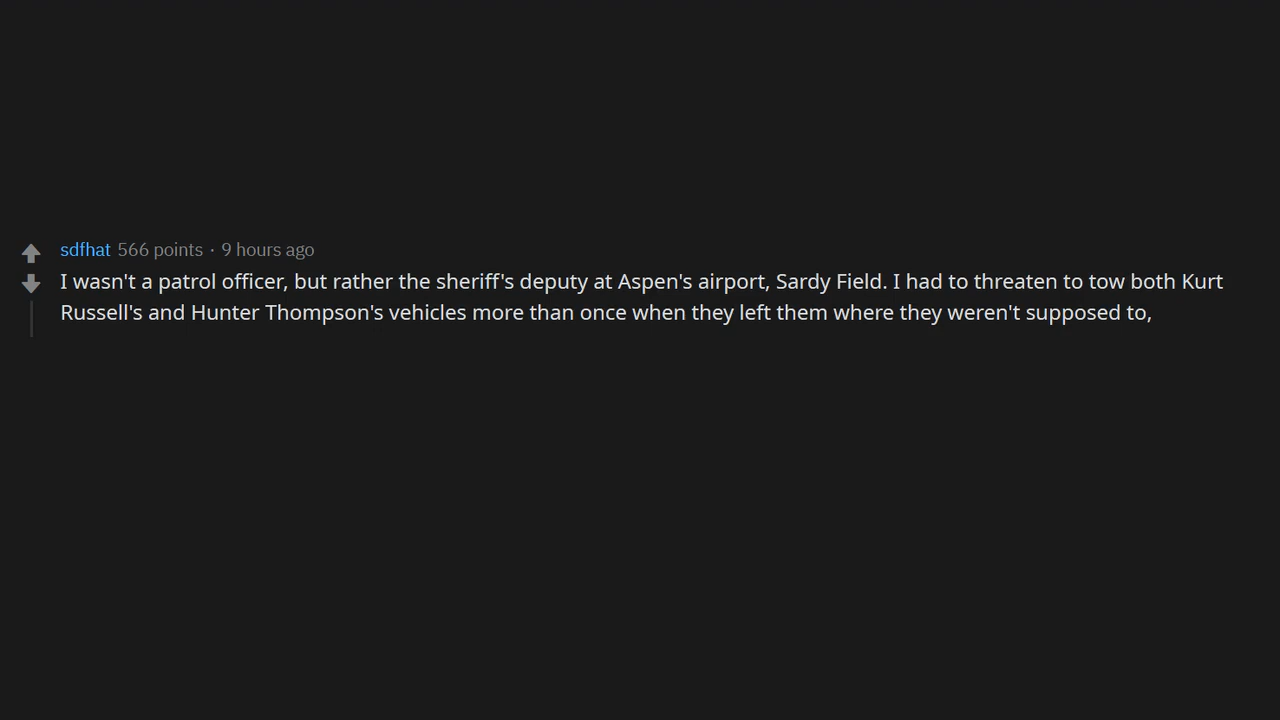 sdfhat 566 points · 9 hours ago
I wasn't a patrol officer, but rather the sheriff's deputy at Aspen's airport, Sardy Field. I had to threaten to tow both Kurt
Russell's and Hunter Thompson's vehicles more than once when they left them where they weren't supposed to,